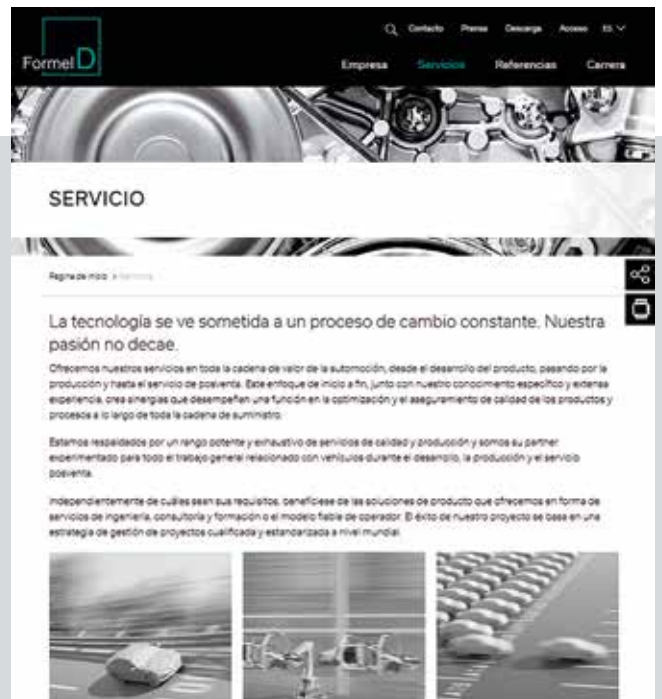 Contacto Prensa Descarga Acceso ES
Formel D
Empresa Servicios Referencias Carrera
SERVICIO
Página de inicio
La tecnología se ve sometida a un proceso de cambio constante. Nuestra
pasión no decae.
Ofrecemos nuestros servicios en toda la cadena de valor de la automoción, desde el desarrollo del producto, pasando por la
producción y hasta el servicio de posventa. Este enfoque de inicio a fin, junto con nuestro conocimiento específico y extensa
experiencia, crea sinergias que desempeñan una función en la optimización y el aseguramiento de calidad de los productos y
procesos a lo largo de toda la cadena de suministro.
Estamos respaldados por un rango potente y exhaustivo de servicios de calidad y producción y somos su partner
experimentado para todo el trabajo general relacionado con vehículos durante el desarrollo, la producción y el servicio
posventa.
Independientemente de cuáles sean sus requisitos, benefíciese de las soluciones de producto que ofrecemos en forma de
servicios de ingeniería, consultoría y formación o el modelo fiable de operador. El éxito de nuestro proyecto se basa en una
estrategia de gestión de proyectos cualificada y estandarizada a nivel mundial.